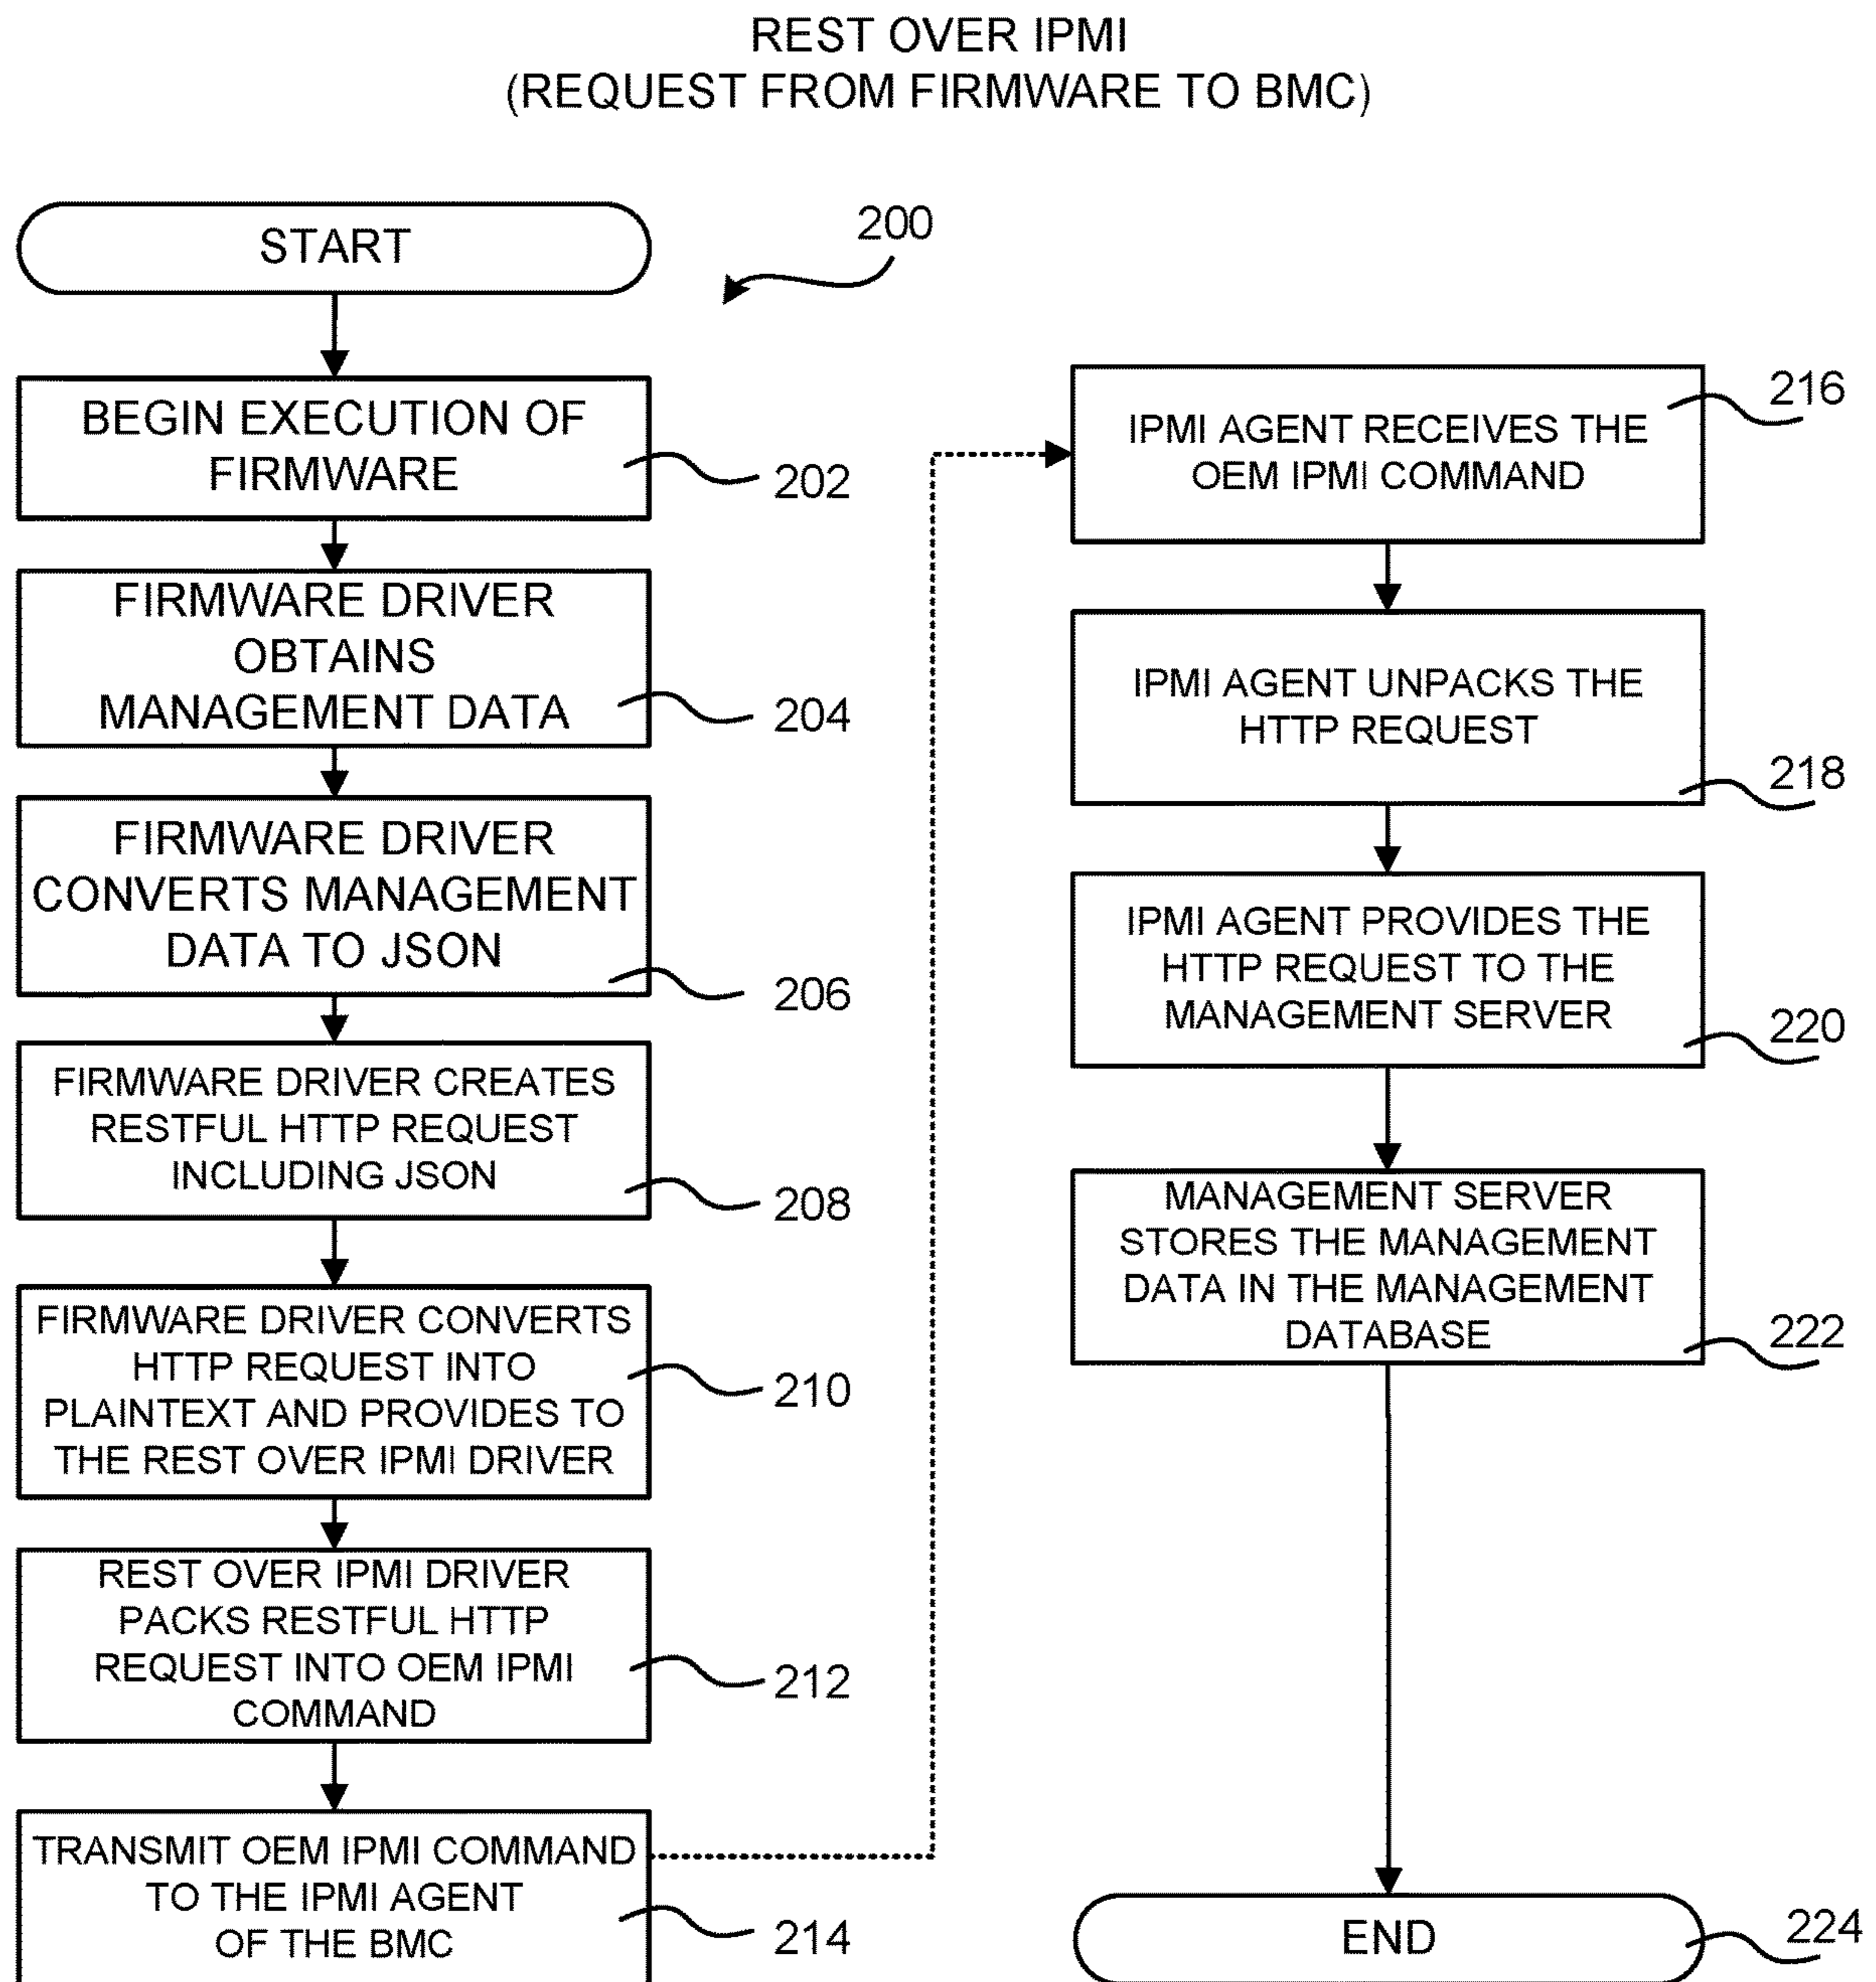 REST OVER IPMI
(REQUEST FROM FIRMWARE TO BMC)
START
200
BEGIN EXECUTION OF
FIRMWARE
202
FIRMWARE DRIVER
OBTAINS
MANAGEMENT DATA
204
FIRMWARE DRIVER
CONVERTS MANAGEMENT
DATA TO JSON
206
FIRMWARE DRIVER CREATES
RESTFUL HTTP REQUEST
INCLUDING JSON
208
FIRMWARE DRIVER CONVERTS
HTTP REQUEST INTO
PLAINTEXT AND PROVIDES TO
THE REST OVER IPMI DRIVER
210
REST OVER IPMI DRIVER
PACKS RESTFUL HTTP
REQUEST INTO OEM IPMI
COMMAND
212
TRANSMIT OEM IPMI COMMAND
TO THE IPMI AGENT
OF THE BMC
214
IPMI AGENT RECEIVES THE
OEM IPMI COMMAND
216
IPMI AGENT UNPACKS THE
HTTP REQUEST
218
IPMI AGENT PROVIDES THE
HTTP REQUEST TO THE
MANAGEMENT SERVER
220
MANAGEMENT SERVER
STORES THE MANAGEMENT
DATA IN THE MANAGEMENT
DATABASE
222
END
224